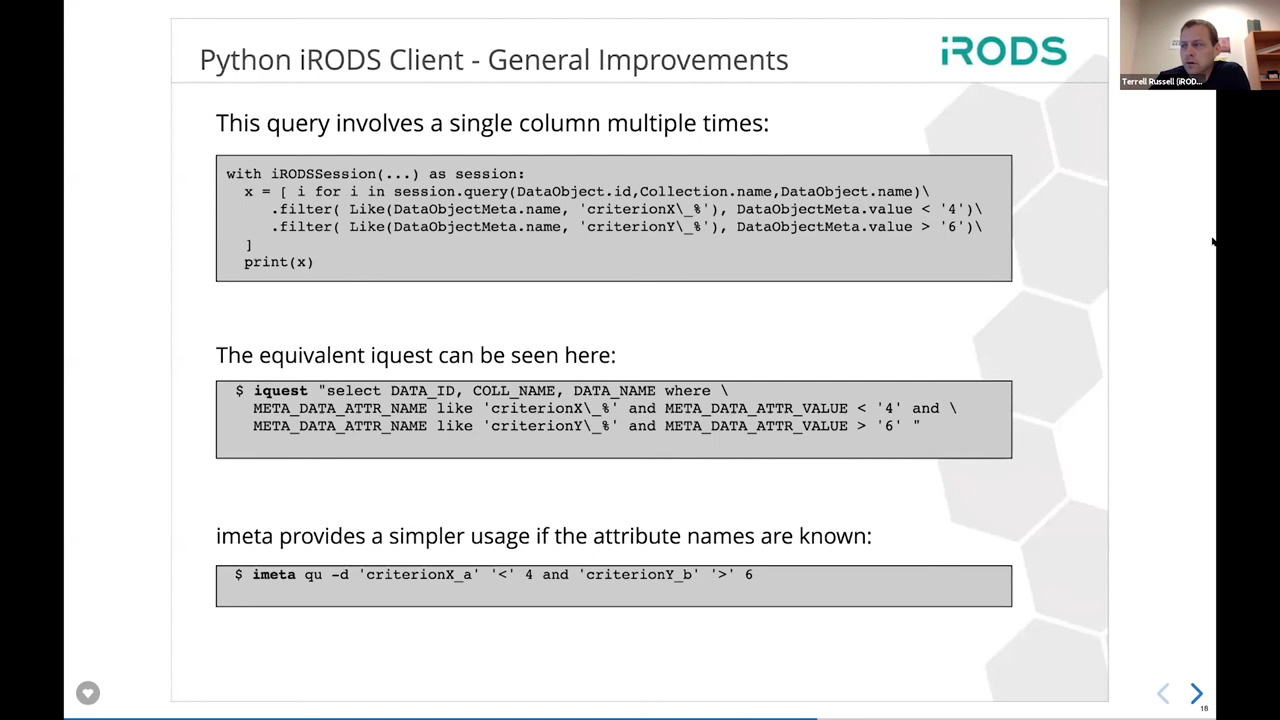 Python iRODS Client - General Improvements
iRODS
Terrell Russell (iROD...
This query involves a single column multiple times:
with iRODSSession(...) as session:
  x = [ i for i in session.query(DataObject.id,Collection.name,DataObject.name)\
     .filter( Like(DataObjectMeta.name, 'criterionX\_%'), DataObjectMeta.value < '4')\
     .filter( Like(DataObjectMeta.name, 'criterionY\_%'), DataObjectMeta.value > '6')\
  ]
  print(x)
The equivalent iquest can be seen here:
$ iquest "select DATA_ID, COLL_NAME, DATA_NAME where \
  META_DATA_ATTR_NAME like 'criterionX\_%' and META_DATA_ATTR_VALUE < '4' and \
  META_DATA_ATTR_NAME like 'criterionY\_%' and META_DATA_ATTR_VALUE > '6' "
imeta provides a simpler usage if the attribute names are known:
$ imeta qu -d 'criterionX_a' '<' 4 and 'criterionY_b' '>' 6
18